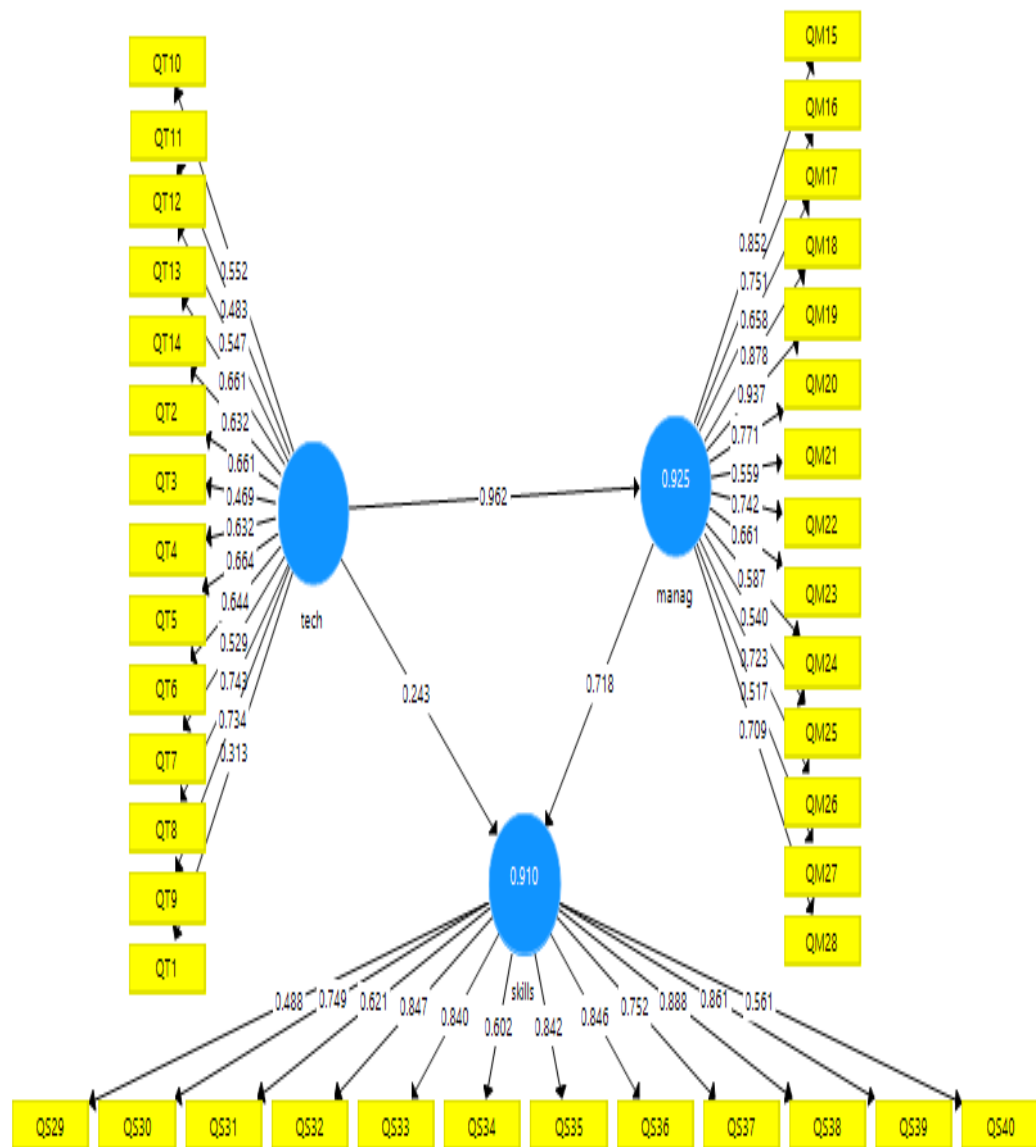 QT10
QT11
QT12
QT13
QT14
QT2
QT3
QT4
QT5
QT6
QT7
QT8
QT9
QT1
0.552
0.483
0.547
0.661
0.632
0.661
0.469
0.632
0.664
0.644
0.529
0.743
0.734
0.313
tech
0.962
0.243
0.718
0.925
manag
0.852
0.751
0.658
0.878
0.937
0.771
0.559
0.742
0.661
0.587
0.540
0.723
0.517
0.709
QM15
QM16
QM17
QM18
QM19
QM20
QM21
QM22
QM23
QM24
QM25
QM26
QM27
QM28
0.910
skills
0.488
0.749
0.621
0.847
0.840
0.602
0.842
0.846
0.752
0.888
0.861
0.561
QS29
QS30
QS31
QS32
QS33
QS34
QS35
QS36
QS37
QS38
QS39
QS40